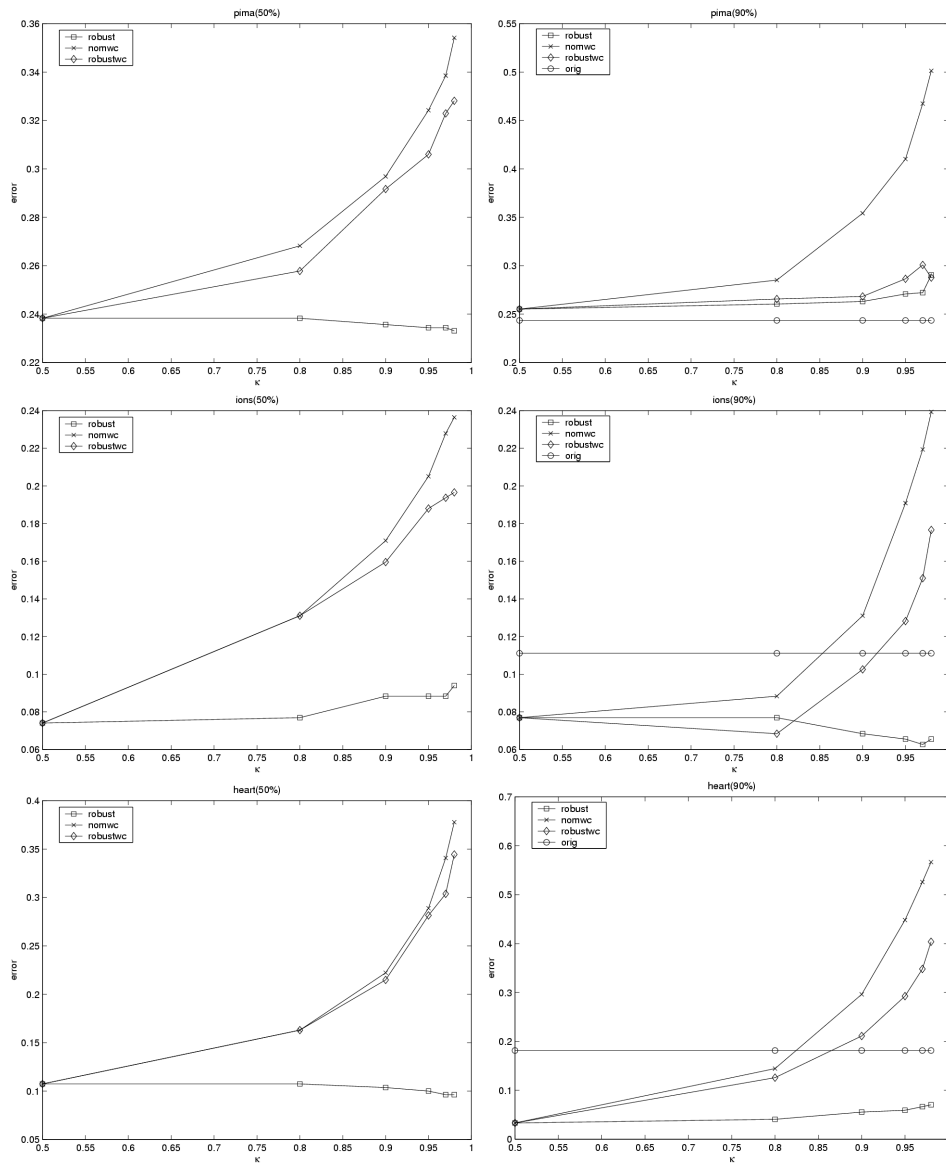 pima(50%)
0.36
0.34
0.32
0.3
0.28
0.26
0.24
0.22
error
robust
nomwc
robustwc
0.5 0.55 0.6 0.65 0.7 0.75 0.8 0.85 0.9 0.95 1
κ
pima(90%)
0.55
0.5
0.45
0.4
0.35
0.3
0.25
0.2
error
robust
nomwc
robustwc
orig
0.5 0.55 0.6 0.65 0.7 0.75 0.8 0.85 0.9 0.95
κ
ions(50%)
0.24
0.22
0.2
0.18
0.16
0.14
0.12
0.1
0.08
0.06
error
robust
nomwc
robustwc
0.5 0.55 0.6 0.65 0.7 0.75 0.8 0.85 0.9 0.95 1
κ
ions(90%)
0.24
0.22
0.2
0.18
0.16
0.14
0.12
0.1
0.08
0.06
error
robust
nomwc
robustwc
orig
0.5 0.55 0.6 0.65 0.7 0.75 0.8 0.85 0.9 0.95
κ
heart(50%)
0.4
0.35
0.3
0.25
0.2
0.15
0.1
0.05
error
robust
nomwc
robustwc
0.5 0.55 0.6 0.65 0.7 0.75 0.8 0.85 0.9 0.95 1
κ
heart(90%)
0.7
0.6
0.5
0.4
0.3
0.2
0.1
0
error
robust
nomwc
robustwc
orig
0.5 0.55 0.6 0.65 0.7 0.75 0.8 0.85 0.9 0.95
κ